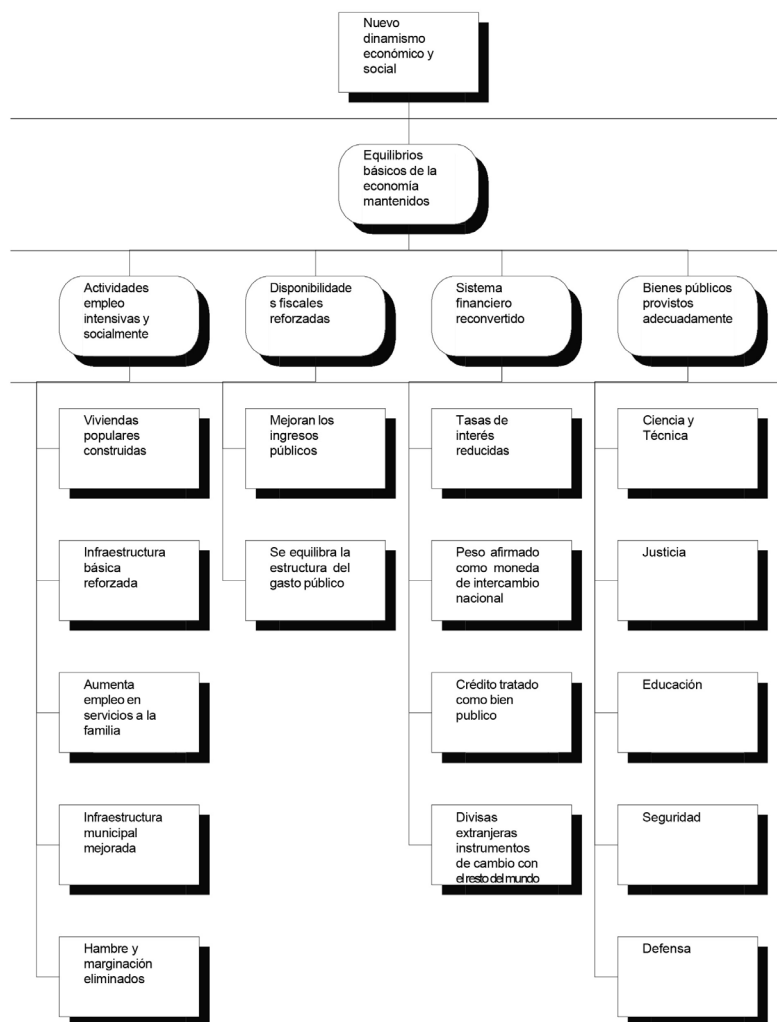 Nuevo
dinamismo
económico y
social
Equilibrios
básicos de la
economía
mantenidos
Actividades
empleo
intensivas y
socialmente
Disponibilidade
s fiscales
reforzadas
Sistema
financiero
reconvertido
Bienes públicos
provistos
adecuadamente
Viviendas
populares
construidas
Mejoran los
ingresos
públicos
Tasas de
interés
reducidas
Ciencia y
Técnica
Infraestructura
básica
reforzada
Se equilibra la
estructura del
gasto público
Peso afirmado
como moneda
de intercambio
nacional
Justicia
Aumenta
empleo en
servicios a la
familia
Crédito tratado
como bien
publico
Educación
Infraestructura
municipal
mejorada
Divisas
extranjeras
instrumentos
de cambio con
el resto del mundo
Seguridad
Hambre y
marginación
eliminados
Defensa